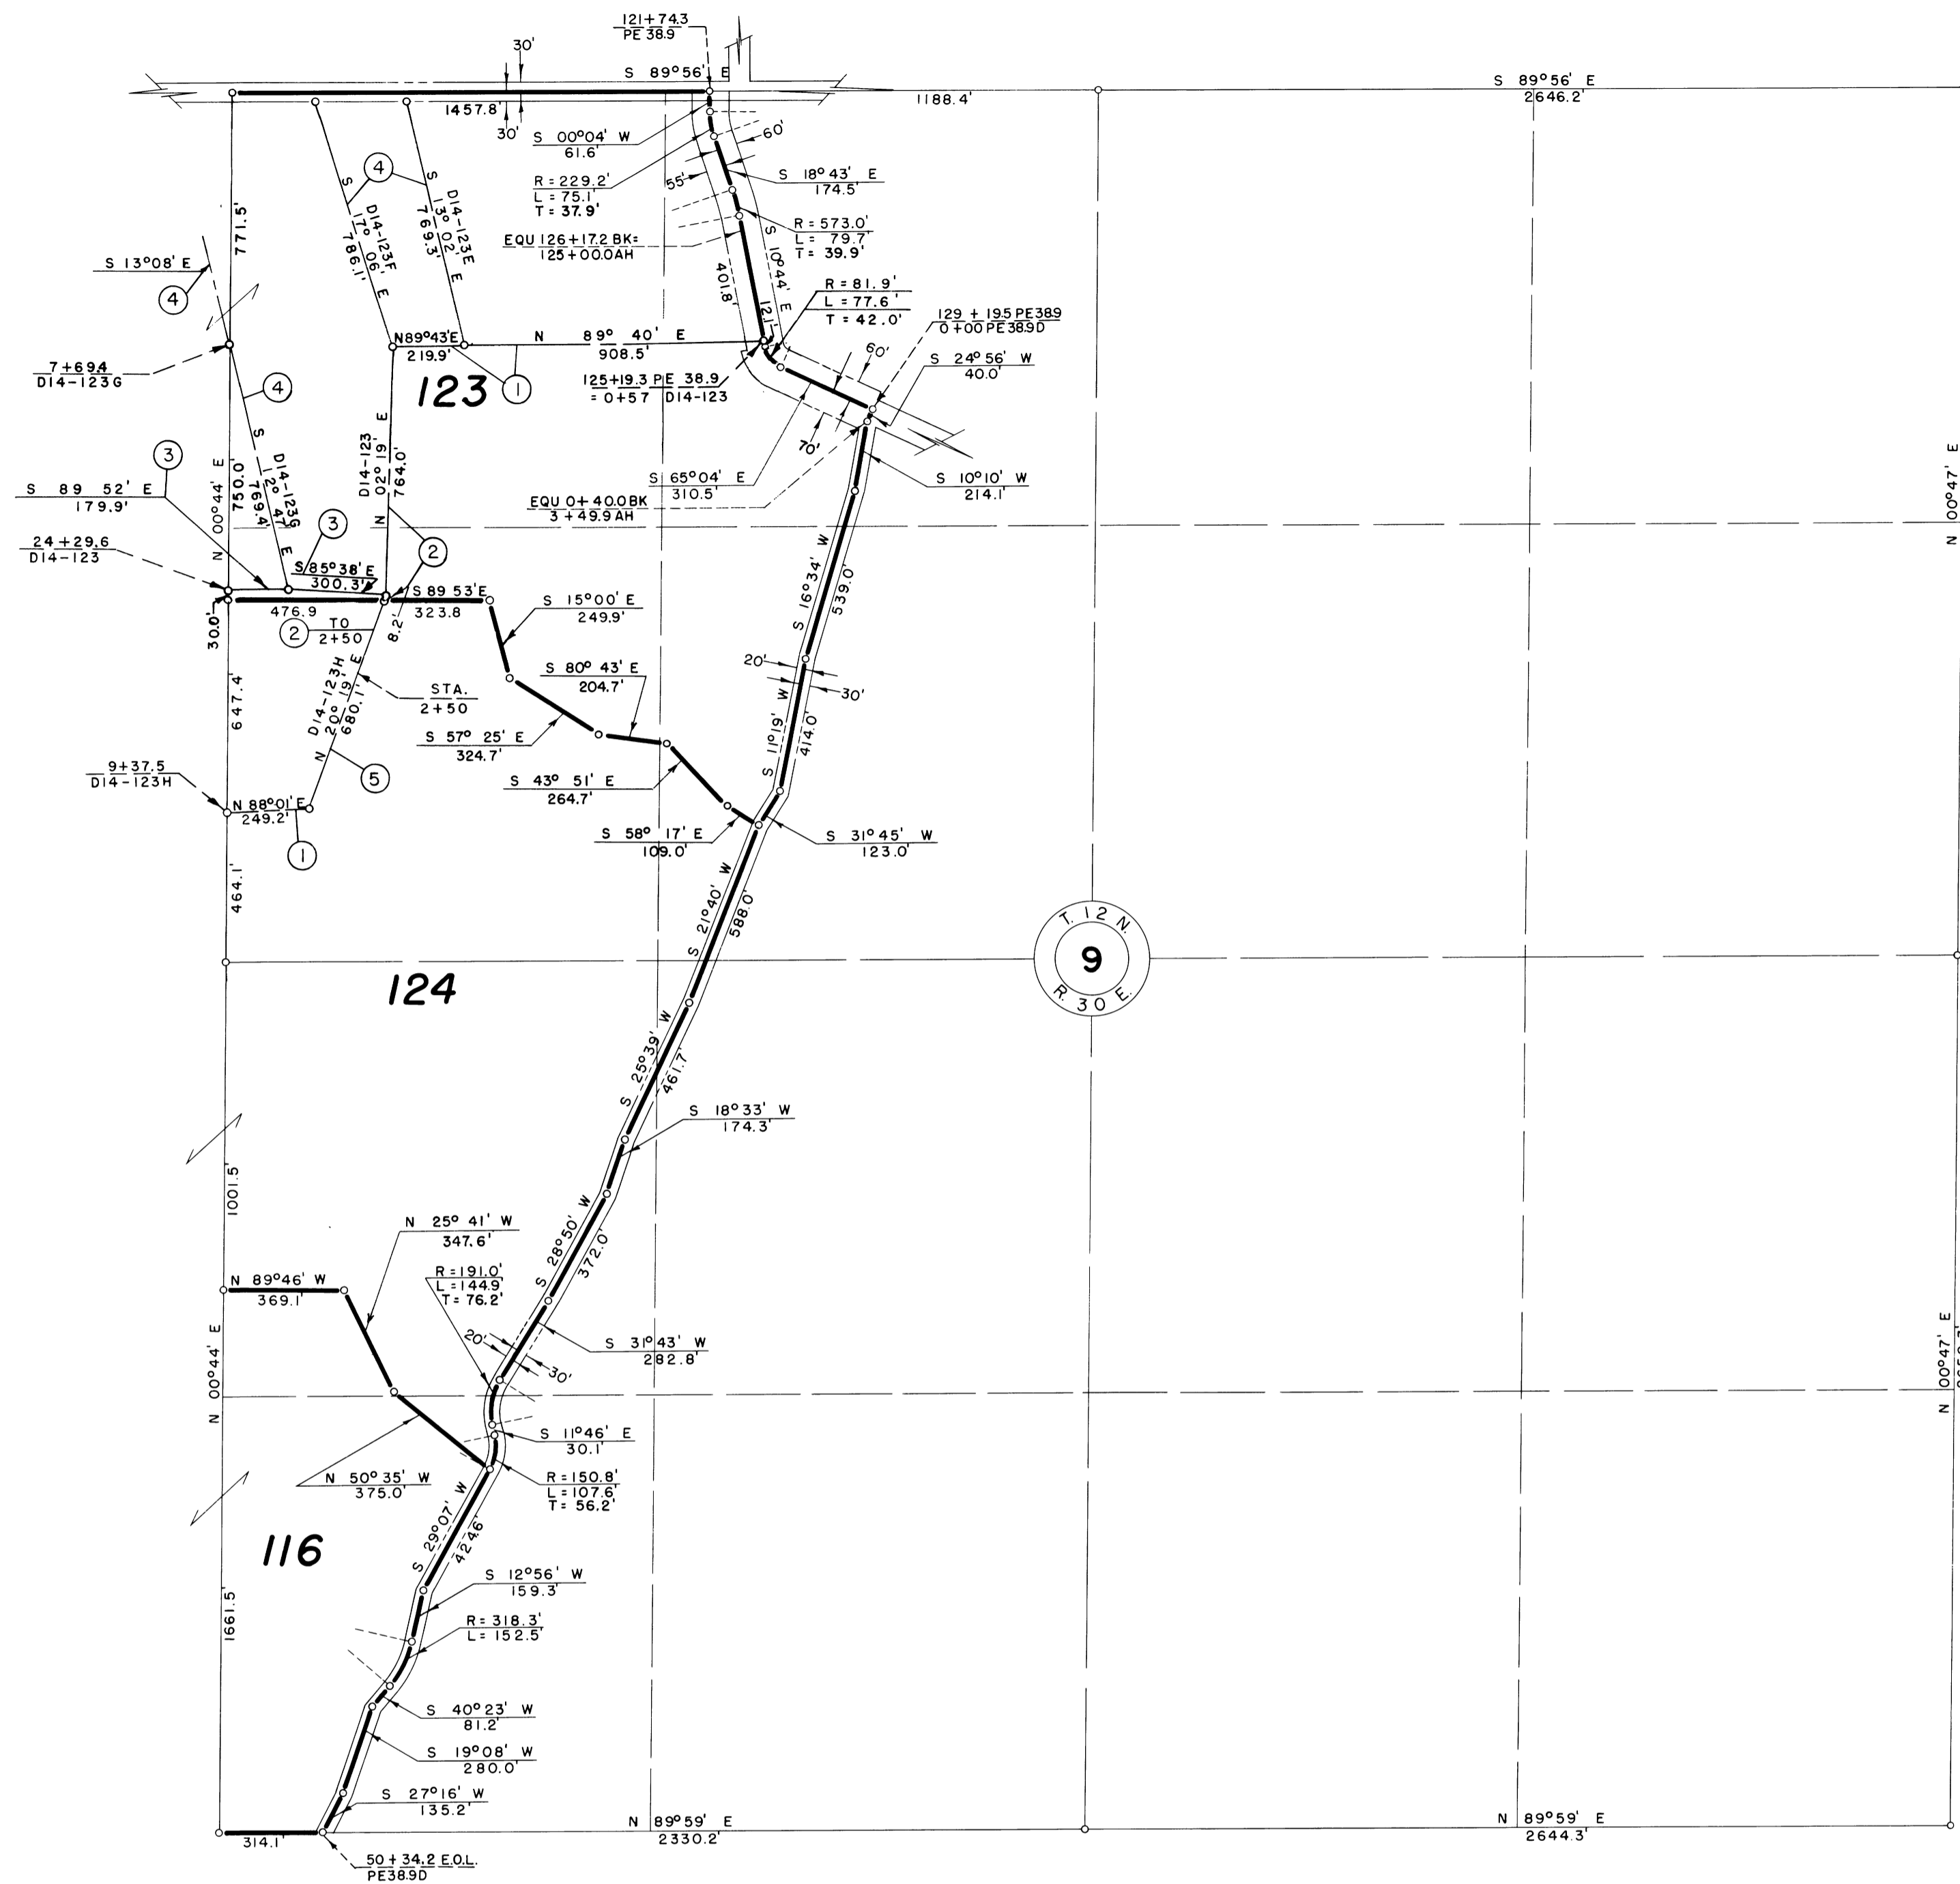 121+74.3
PE 38.9
30'
S 89°56' E
S 89°56' E
2646.2'
1457.8'
1188.4'
30'
S 00°04' W
61.6'
60'
R = 229.2'
L = 75.1'
T = 37.9'
55'
S 18°43' E
174.5'
R = 573.0'
L = 79.7'
T = 39.9'
EQU 126+17.2 BK=
125+00.0AH
S 10°44' E
401.8'
12.1'
R = 81.9'
L = 77.6'
T = 42.0'
4
D14-123F
S 17° 06' E
786.1'
D14-123E
S 13° 02' E
769.3'
771.5'
S 13°08' E
4
7+69.4
D14-123G
4
N89°43'E
219.9'
N 89° 40' E
908.5'
123
1
125+19.3 PE 38.9
= 0+57 D14-123
129 + 19.5 PE38.9
0+00 PE 38.9D
60'
S 24°56' W
40.0'
70'
S 65°04' E
310.5'
EQU 0+40.0BK
3+49.9AH
S 10°10' W
214.1'
N 00°47' E
3
S 89 52' E
179.9'
N 00°44' E
750.0'
D14-123G
S 12° 47' E
769.4'
D14-123
N 02° 19' E
764.0'
3
2
24+29.6
D14-123
S 85°38' E
300.3'
S 89 53' E
323.8
476.9
30.0'
8.2'
2
TO
2+50
S 15°00' E
249.9'
S 16°34' W
539.0'
S 80° 43' E
204.7'
20'
30'
STA.
2+50
D14-123H
N 20° 19' E
680.1'
647.4'
S 57° 25' E
324.7'
S 11°19' W
414.0'
5
9+37.5
D14-123H
N 88°01' E
249.2'
1
S 43° 51' E
264.7'
S 58° 17' E
109.0'
S 31°45' W
123.0'
464.1'
S 21°40' W
588.0'
T. 12 N.
9
R. 30 E.
124
S 25°39' W
461.7'
S 18°33' W
174.3'
1001.5'
N 25° 41' W
347.6'
S 28°50' W
372.0'
R=191.0'
L=144.9'
T=76.2'
N 89°46' W
369.1'
20'
30'
S 31°43' W
282.8'
N 00°44' E
N 00°47' E
S 11°46' E
30.1'
N 50°35' W
375.0'
R=150.8'
L=107.6'
T= 56.2'
S 29°07' W
424.6'
116
S 12°56' W
159.3'
1661.5'
R= 318.3'
L= 152.5'
S 40°23' W
81.2'
S 19°08' W
280.0'
S 27°16' W
135.2'
314.1'
N 89°59' E
2330.2'
N 89°59' E
2644.3'
50+34.2 E.O.L.
PE38.9D